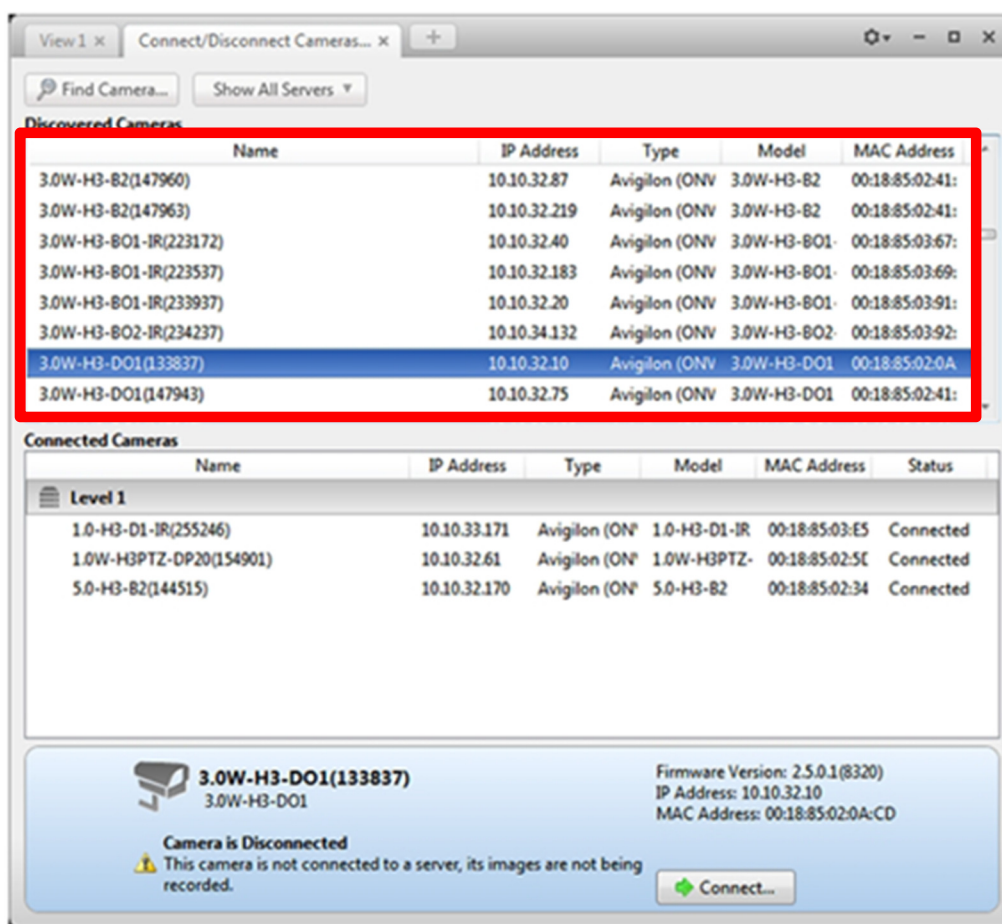 View 1 × Connect/Disconnect Cameras... × +
Find Camera... Show All Servers
Discovered Cameras
Name IP Address Type Model MAC Address
3.0W-H3-B2(147960) 10.10.32.87 Avigilon (ONV 3.0W-H3-B2 00:18:85:02:41:
3.0W-H3-B2(147963) 10.10.32.219 Avigilon (ONV 3.0W-H3-B2 00:18:85:02:41:
3.0W-H3-BO1-IR(223172) 10.10.32.40 Avigilon (ONV 3.0W-H3-BO1- 00:18:85:03:67:
3.0W-H3-BO1-IR(223537) 10.10.32.183 Avigilon (ONV 3.0W-H3-BO1- 00:18:85:03:69:
3.0W-H3-BO1-IR(233937) 10.10.32.20 Avigilon (ONV 3.0W-H3-BO1- 00:18:85:03:91:
3.0W-H3-BO2-IR(234237) 10.10.34.132 Avigilon (ONV 3.0W-H3-BO2- 00:18:85:03:92:
3.0W-H3-DO1(133837) 10.10.32.10 Avigilon (ONV 3.0W-H3-DO1 00:18:85:02:0A
3.0W-H3-DO1(147943) 10.10.32.75 Avigilon (ONV 3.0W-H3-DO1 00:18:85:02:41:
Connected Cameras
Name IP Address Type Model MAC Address Status
Level 1
1.0-H3-D1-IR(255246) 10.10.33.171 Avigilon (ON 1.0-H3-D1-IR 00:18:85:03:E5 Connected
1.0W-H3PTZ-DP20(154901) 10.10.32.61 Avigilon (ON 1.0W-H3PTZ- 00:18:85:02:5E Connected
5.0-H3-B2(144515) 10.10.32.170 Avigilon (ON 5.0-H3-B2 00:18:85:02:34 Connected
3.0W-H3-DO1(133837)
3.0W-H3-DO1
Firmware Version: 2.5.0.1(8320)
IP Address: 10.10.32.10
MAC Address: 00:18:85:02:0A:CD
Camera is Disconnected
This camera is not connected to a server, its images are not being
recorded.
Connect...